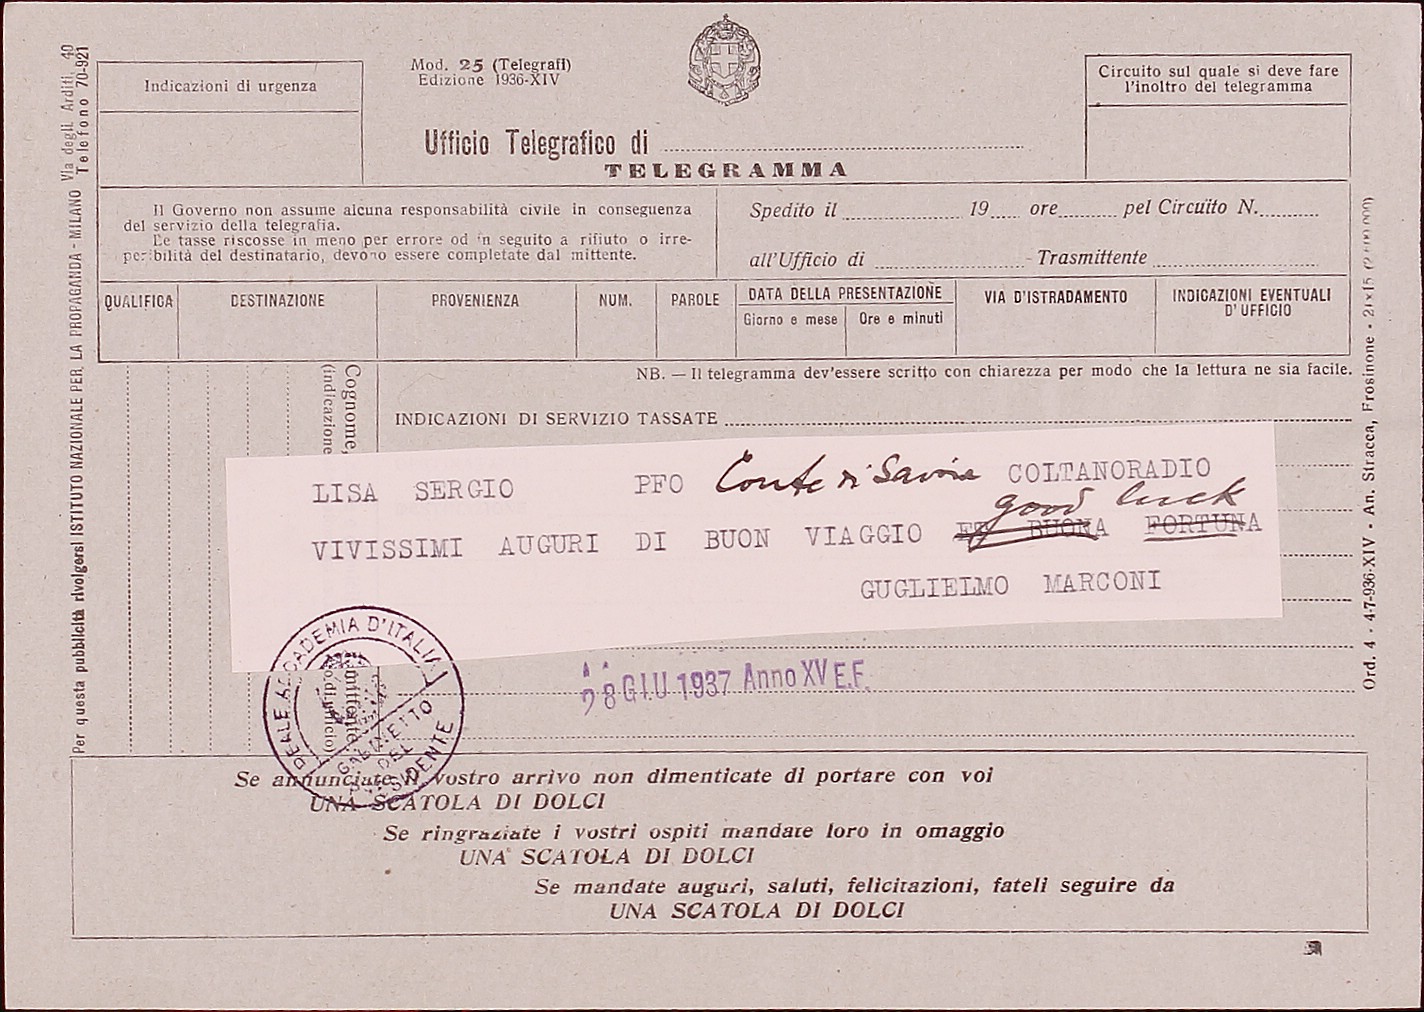 Via degli Arditi, 40
Telefono 70-921
Per questa pubblicità rivolgersi ISTITUTO NAZIONALE PER LA PROPAGANDA - MILANO
Indicazioni di urgenza
Mod. 25 (Telegrafi)
Edizione 1936-XIV
Circuito sul quale si deve fare
l'inoltro del telegramma
Ufficio Telegrafico di
TELEGRAMMA
Il Governo non assume alcuna responsabilità civile in conseguenza
del servizio della telegrafia.
Le tasse riscosse in meno per errore od in seguito a rifiuto o irre-
peribilità del destinatario, devono essere completate dal mittente.
Spedito il 19 ore pel Circuito N.
all'Ufficio di - Trasmittente
QUALIFICA DESTINAZIONE PROVENIENZA NUM. PAROLE DATA DELLA PRESENTAZIONE VIA D'ISTRADAMENTO INDICAZIONI EVENTUALI
D'UFFICIO
Giorno e mese Ore e minuti
Cognome,
(indicazione
NB. — Il telegramma dev'essere scritto con chiarezza per modo che la lettura ne sia facile.
INDICAZIONI DI SERVIZIO TASSATE
LISA SERGIO PFO Conte di Savoia COLTANORADIO
good luck
VIVISSIMI AUGURI DI BUON VIAGGIO ET BUONA FORTUNA
GUGLIELMO MARCONI
REALE ACCADEMIA D'ITALIA
GABINETTO
DEL
PRESIDENTE
mittente
o di ufficio)
28 GIU 1937 Anno XV E.F.
Se annunciate il vostro arrivo non dimenticate di portare con voi
UNA SCATOLA DI DOLCI
Se ringraziate i vostri ospiti mandate loro in omaggio
UNA SCATOLA DI DOLCI
Se mandate auguri, saluti, felicitazioni, fateli seguire da
UNA SCATOLA DI DOLCI
Ord. 4 - 4-7-936-XIV - An. Stracca, Frosinone - 21x15